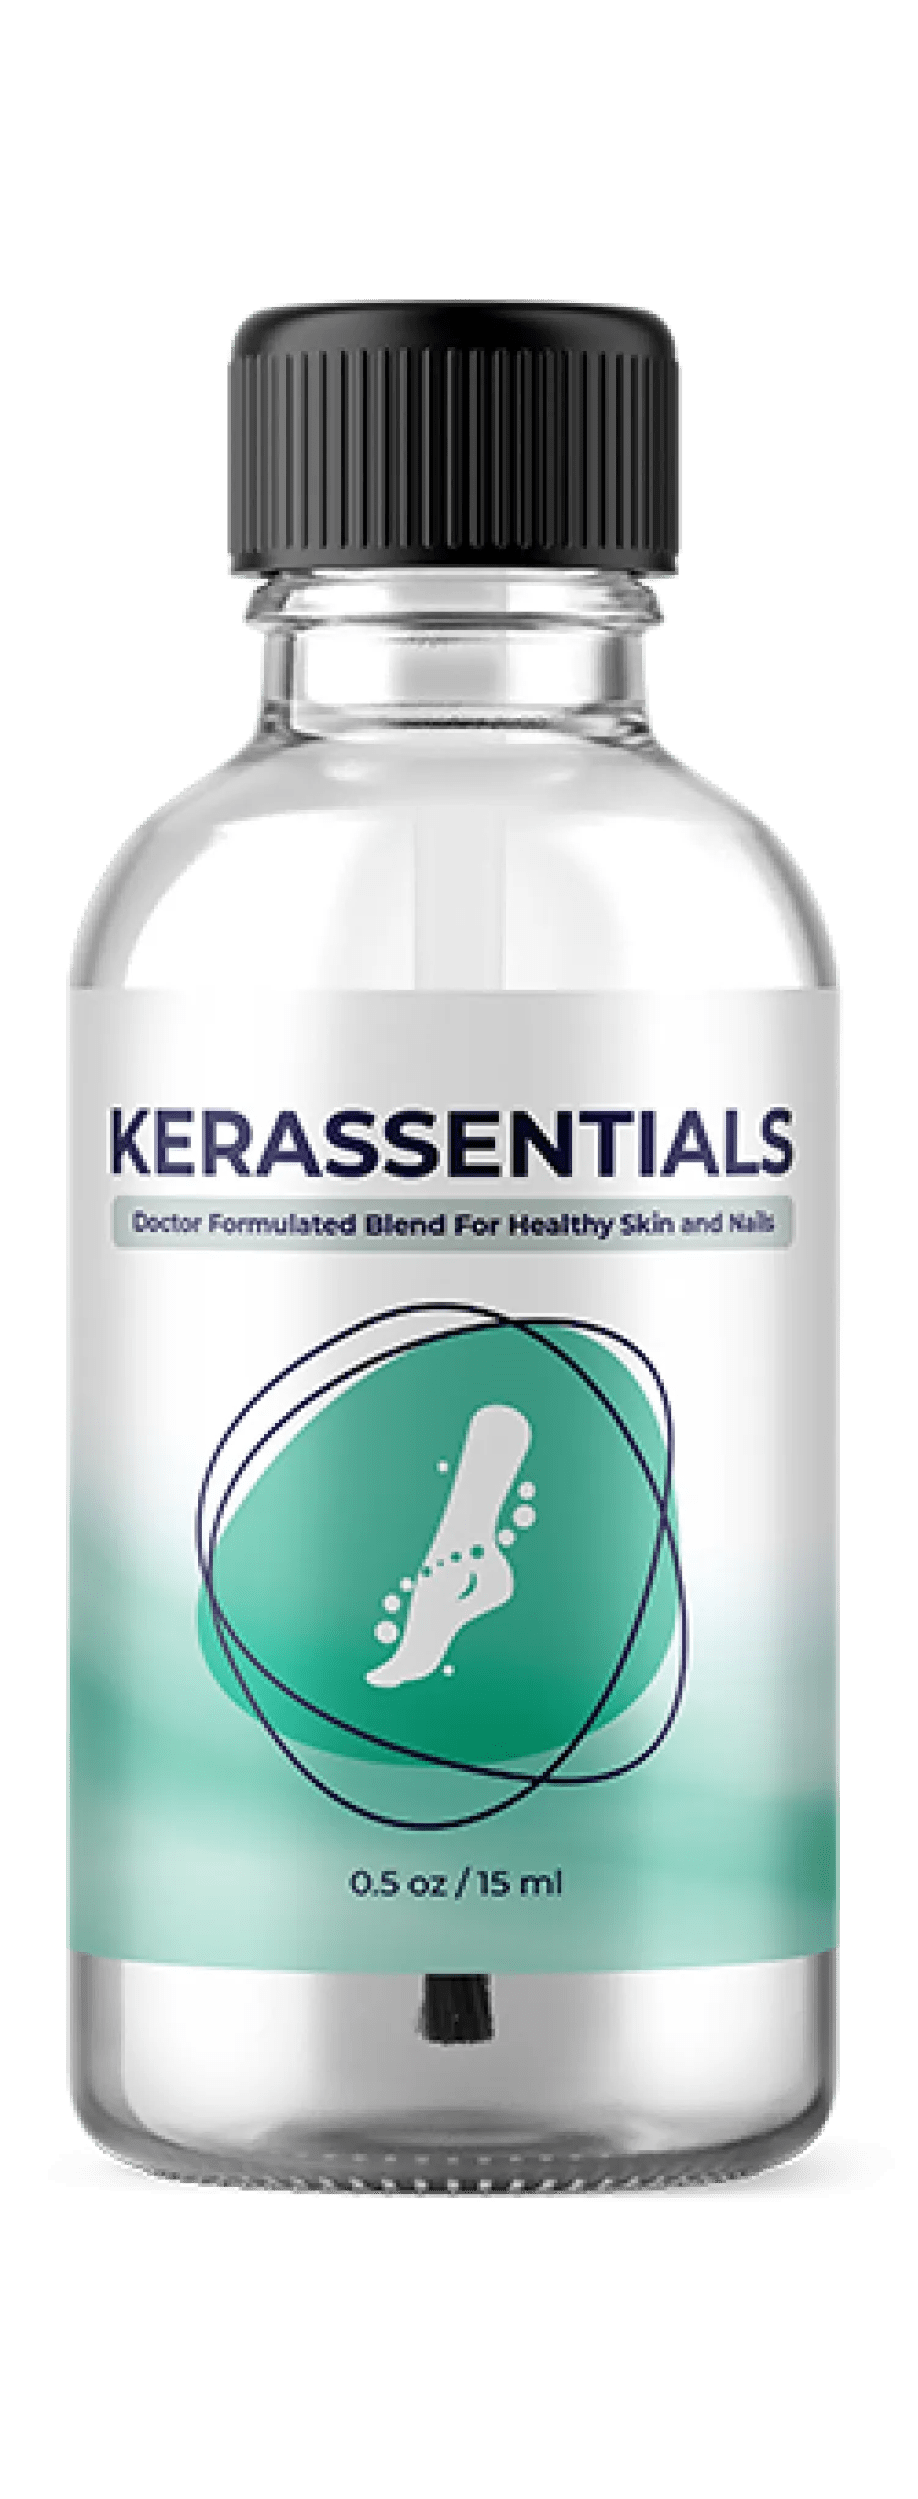 KERASSENTIALS
Doctor Formulated Blend For Healthy Skin and Nails
0.5 oz / 15 ml